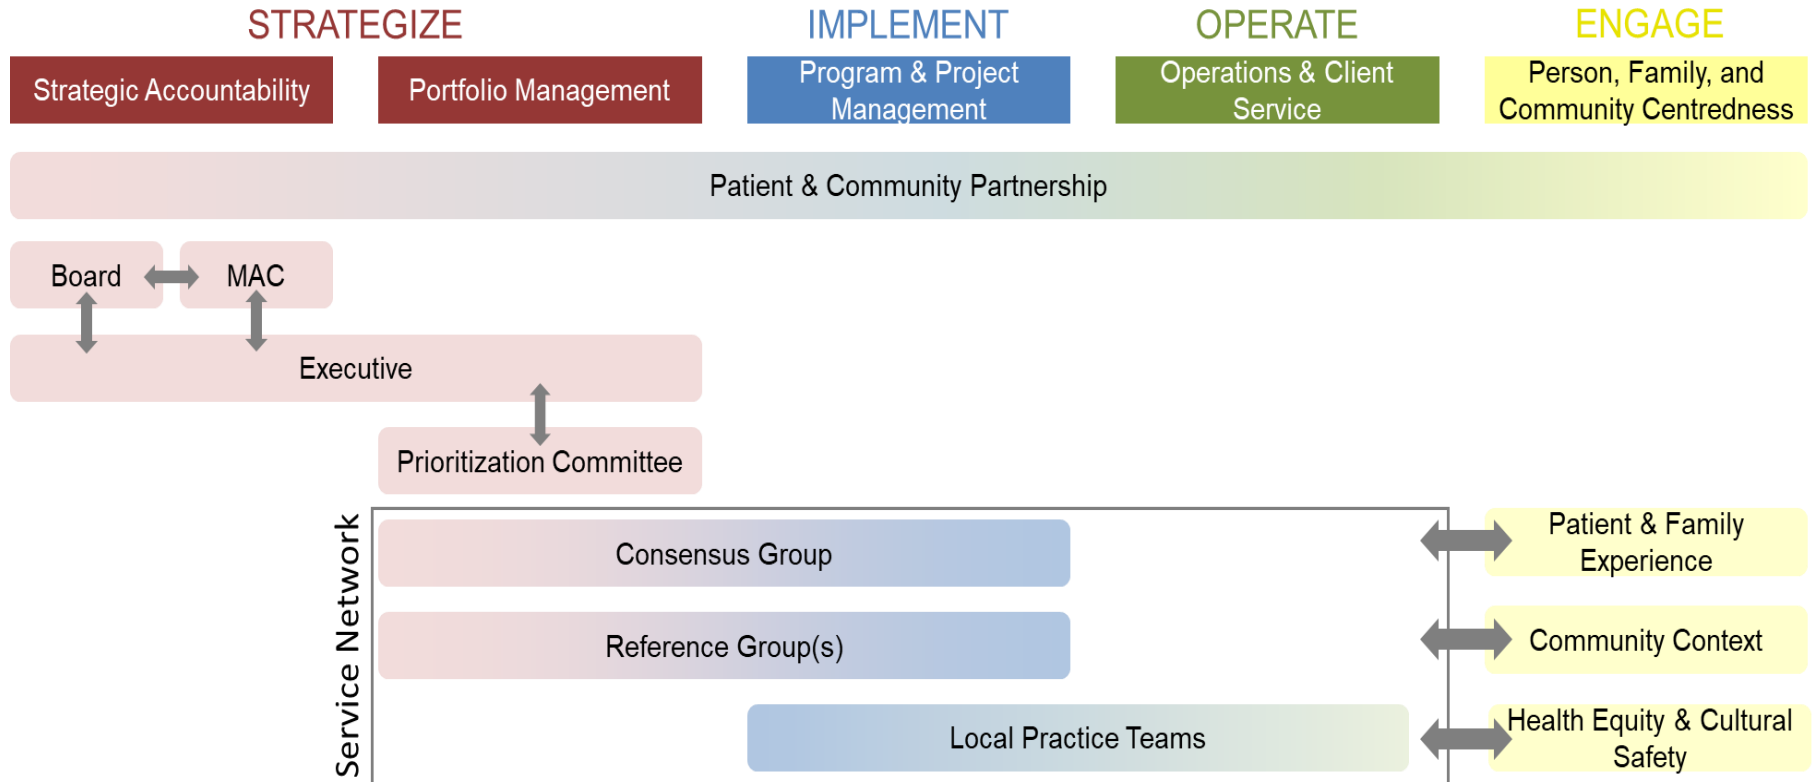 STRATEGIZE
IMPLEMENT
OPERATE
ENGAGE
Strategic Accountability
Portfolio Management
Program & Project
Management
Operations & Client
Service
Person, Family, and
Community Centredness
Patient & Community Partnership
Board
MAC
Executive
Prioritization Committee
Service Network
Consensus Group
Patient & Family
Experience
Reference Group(s)
Community Context
Local Practice Teams
Health Equity & Cultural
Safety